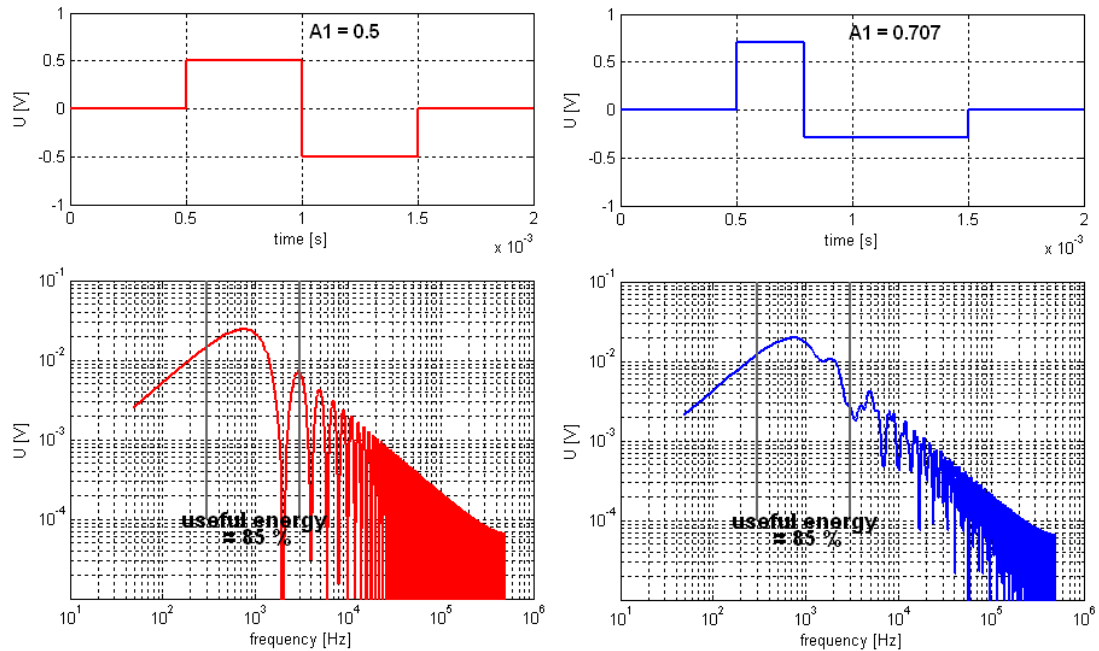 A1 = 0.5
1
0.5
0
-0.5
-1
U [V]
0 0.5 1 1.5 2
time [s]
x 10^-3
A1 = 0.707
1
0.5
0
-0.5
-1
U [V]
0 0.5 1 1.5 2
time [s]
x 10^-3
10^-1
10^-2
10^-3
10^-4
U [V]
useful energy
= 85 %
10^1 10^2 10^3 10^4 10^5 10^6
frequency [Hz]
10^-1
10^-2
10^-3
10^-4
U [V]
useful energy
= 85 %
10^1 10^2 10^3 10^4 10^5 10^6
frequency [Hz]